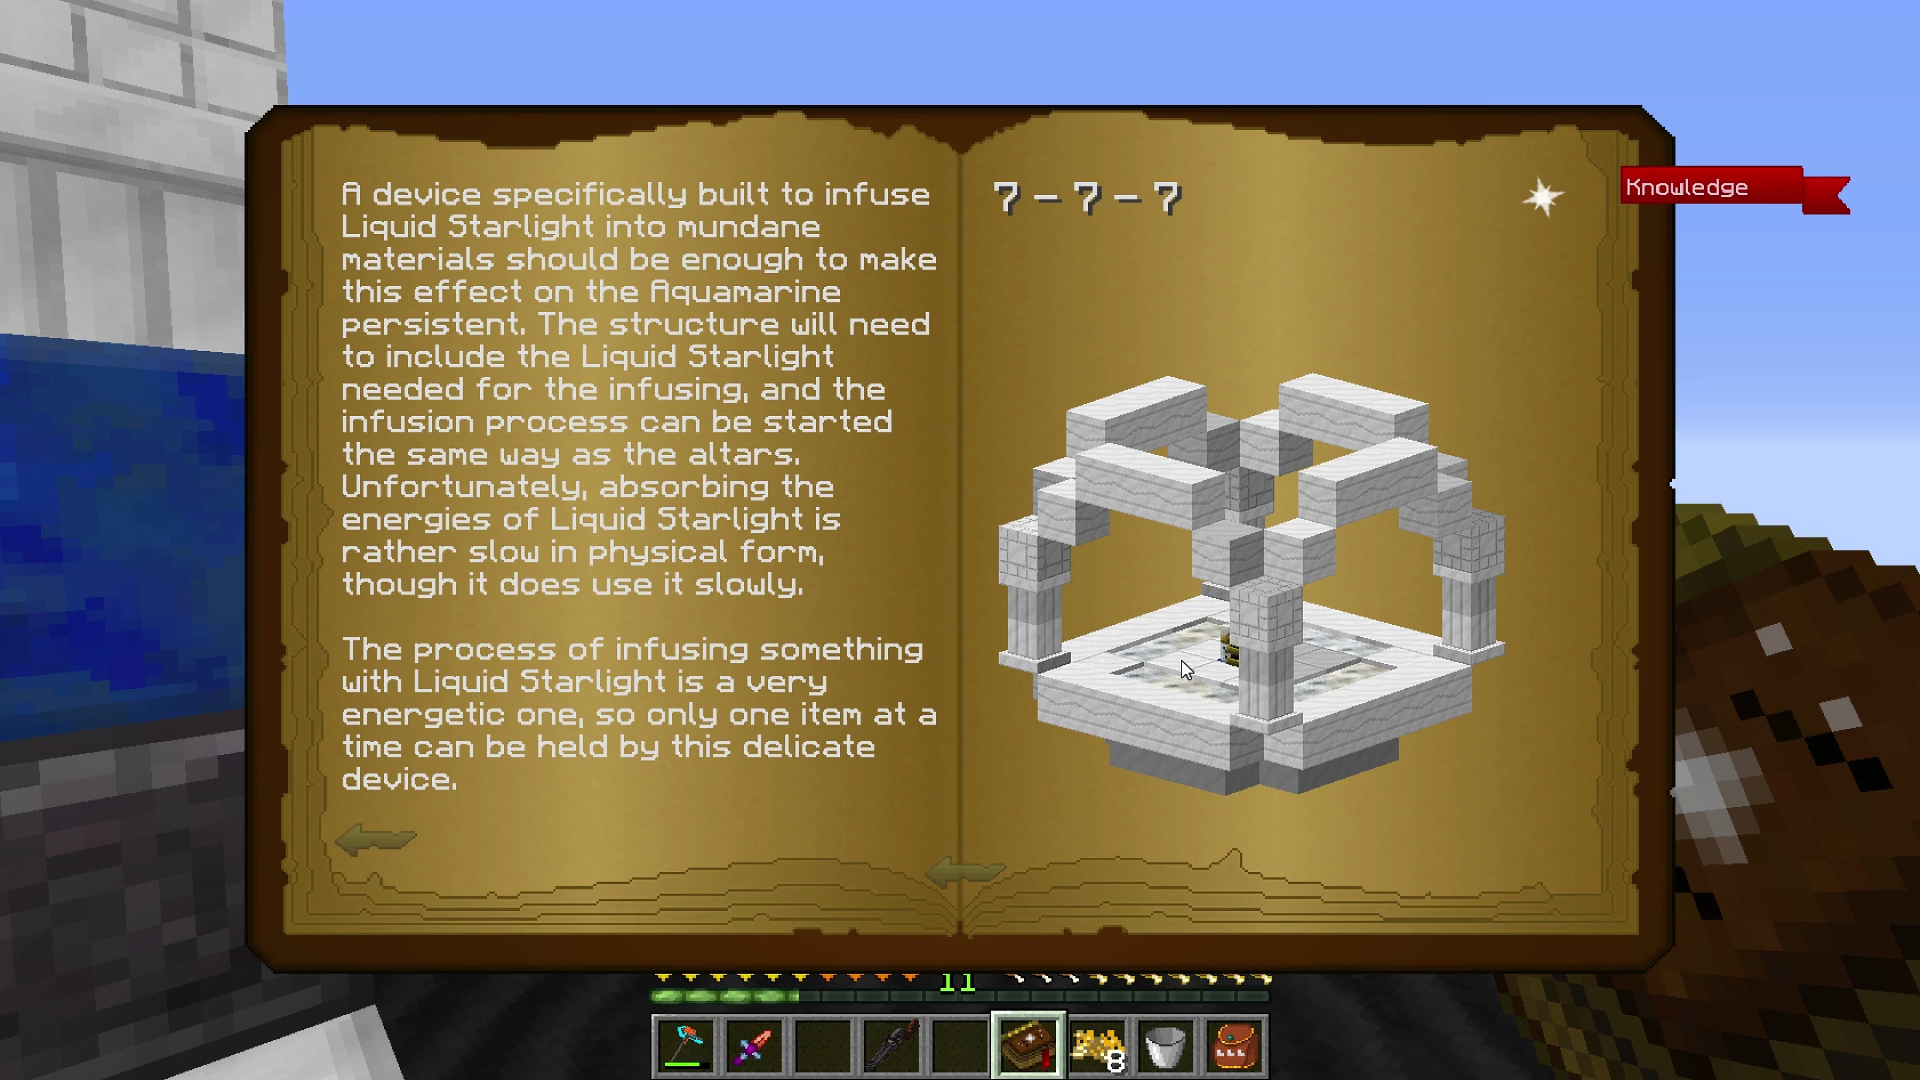 A device specifically built to infuse
Liquid Starlight into mundane
materials should be enough to make
this effect on the Aquamarine
persistent. The structure will need
to include the Liquid Starlight
needed for the infusing, and the
infusion process can be started
the same way as the altars.
Unfortunately, absorbing the
energies of Liquid Starlight is
rather slow in physical form,
though it does use it slowly.
The process of infusing something
with Liquid Starlight is a very
energetic one, so only one item at a
time can be held by this delicate
device.
7 - 7 - 7
Knowledge
11
8